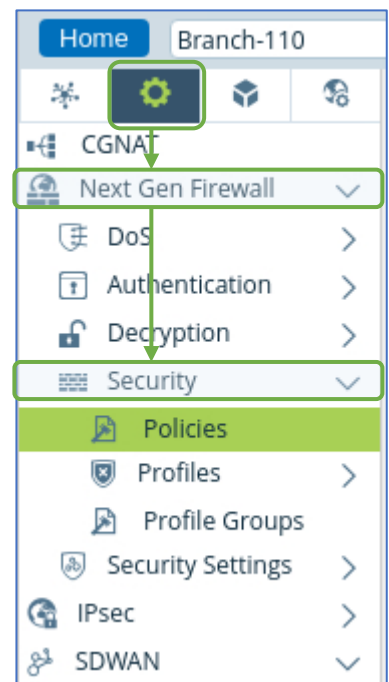 Home Branch-110
CGNAT
Next Gen Firewall
DoS
Authentication
Decryption
Security
Policies
Profiles
Profile Groups
Security Settings
IPsec
SDWAN